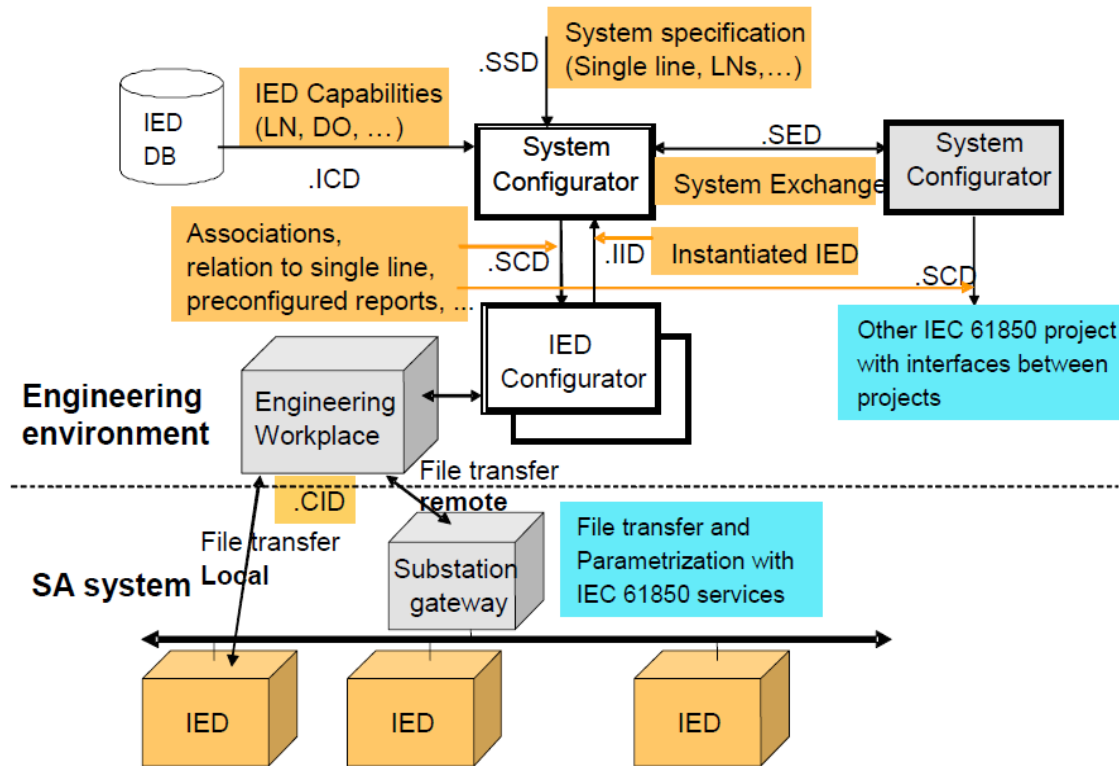 System specification
(Single line, LNs,…)
.SSD
IED Capabilities
(LN, DO, …)
IED
DB
.ICD
System
Configurator
.SED
System Exchange
System
Configurator
Associations,
relation to single line,
preconfigured reports, ...
.SCD
.IID
Instantiated IED
.SCD
Other IEC 61850 project
with interfaces between
projects
IED
Configurator
Engineering
environment
Engineering
Workplace
File transfer
remote
.CID
File transfer
Local
SA system
Substation
gateway
File transfer and
Parametrization with
IEC 61850 services
IED
IED
IED